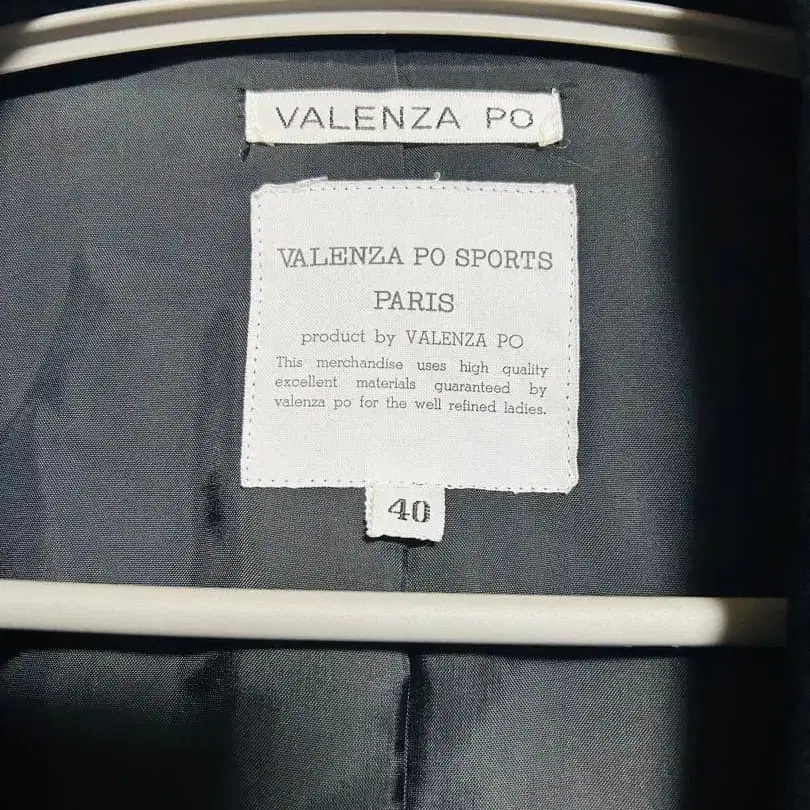 VALENZA PO
VALENZA PO SPORTS
PARIS
product by VALENZA PO
This merchandise uses high quality
excellent materials guaranteed by
valenza po for the well refined ladies.
40